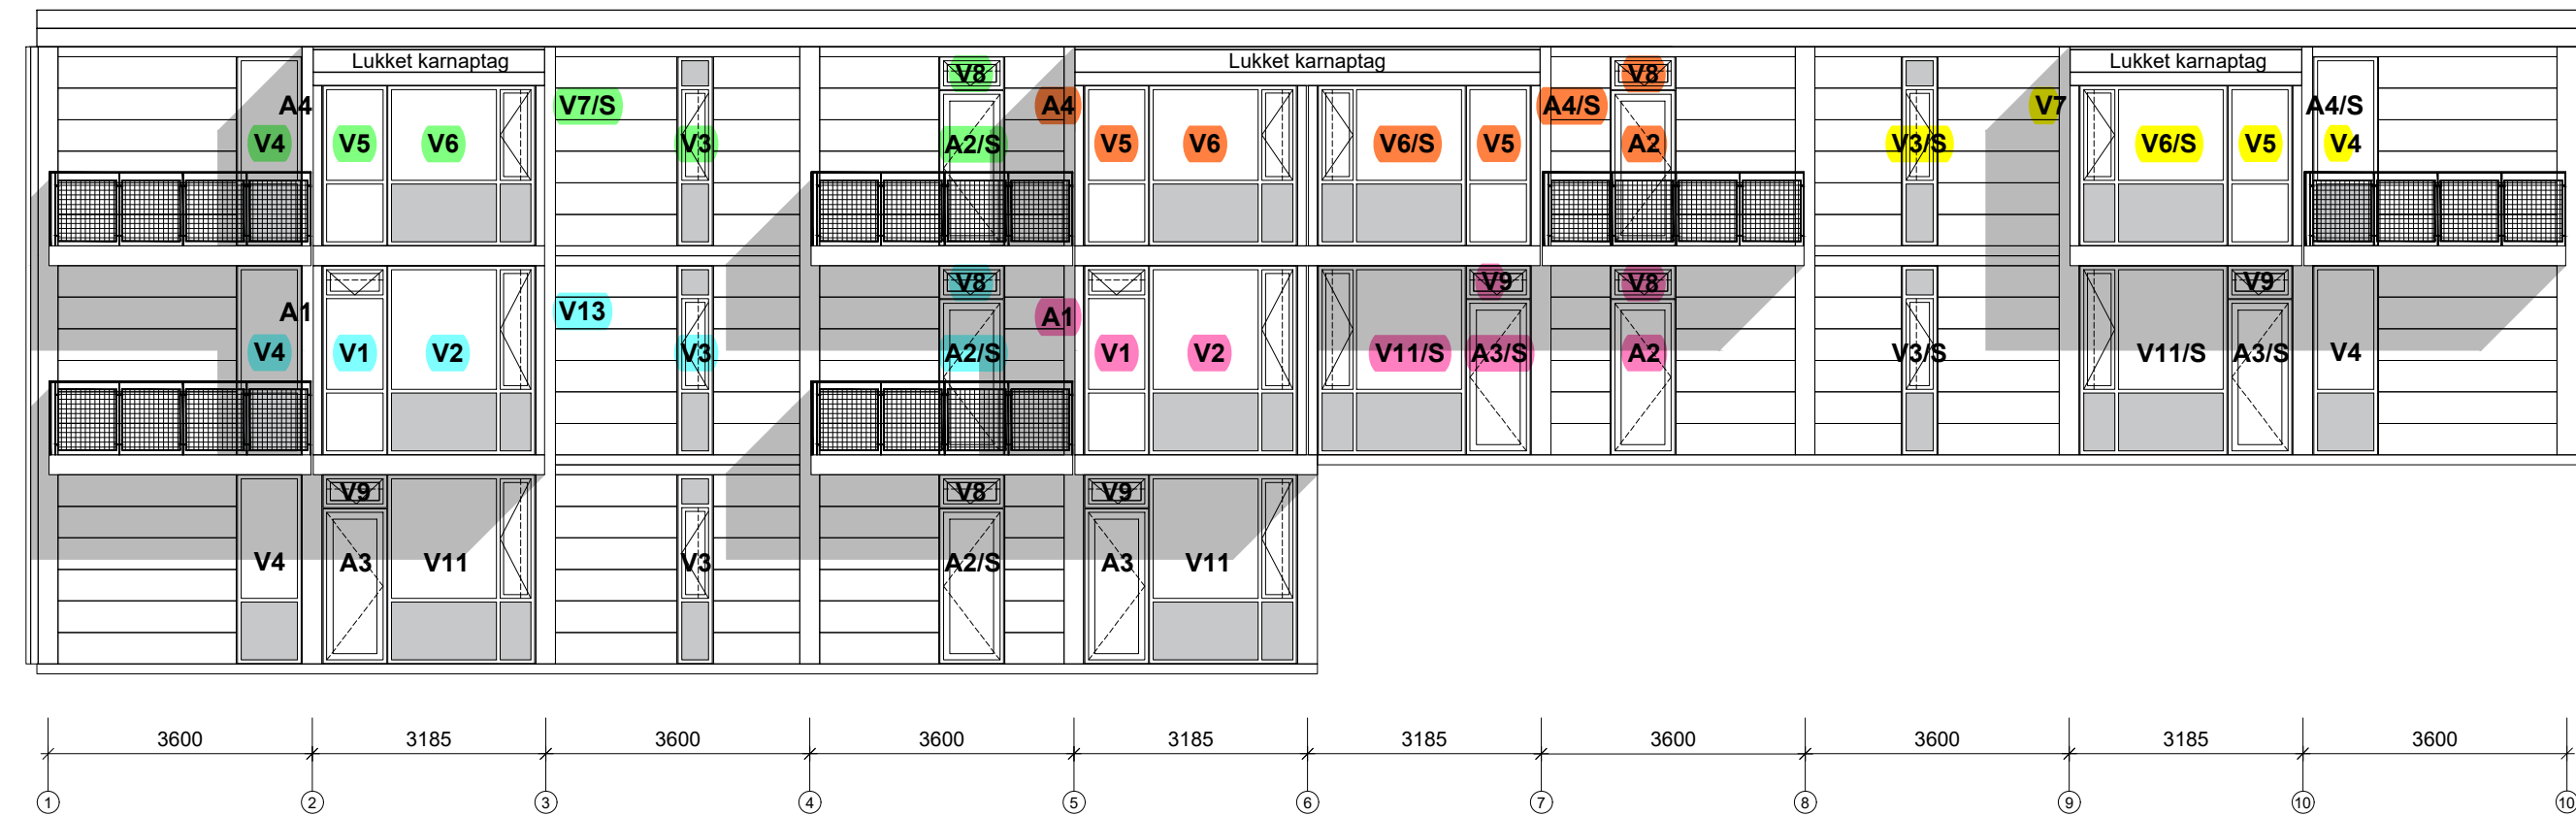 Lukket karnaptag Lukket karnaptag Lukket karnaptag
V8 V8
A4 V7/S A4 A4/S V7 A4/S
V4 V5 V6 V3 A2/S V5 V6 V6/S V5 A2 V3/S V6/S V5 V4
V8 V9 V8 V9
A1 V13 A1
V4 V1 V2 V3 A2/S V1 V2 V11/S A3/S A2 V3/S V11/S A3/S V4
V9 V8 V9
V4 A3 V11 V3 A2/S A3 V11
3600 3185 3600 3600 3185 3185 3600 3600 3185 3600
1 2 3 4 5 6 7 8 9 10 10